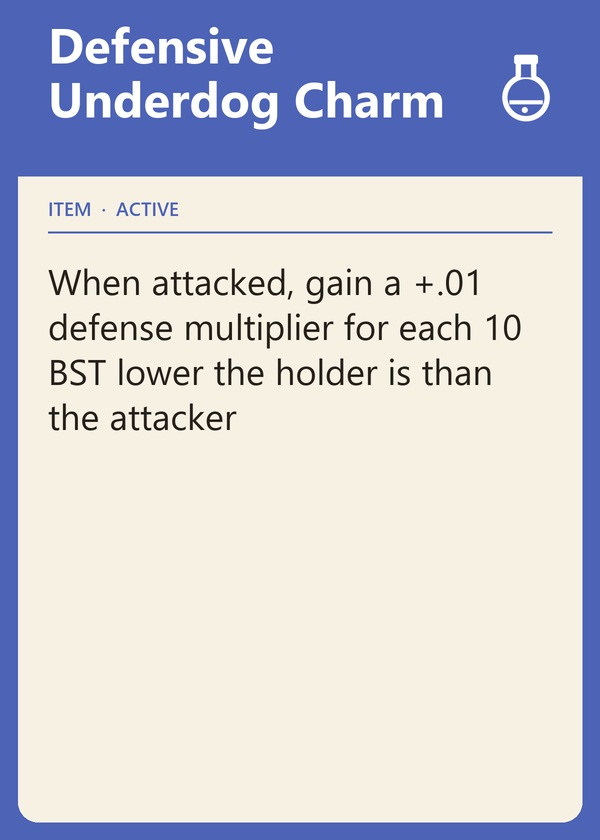 Defensive
Underdog Charm
ITEM · ACTIVE
When attacked, gain a +.01
defense multiplier for each 10
BST lower the holder is than
the attacker